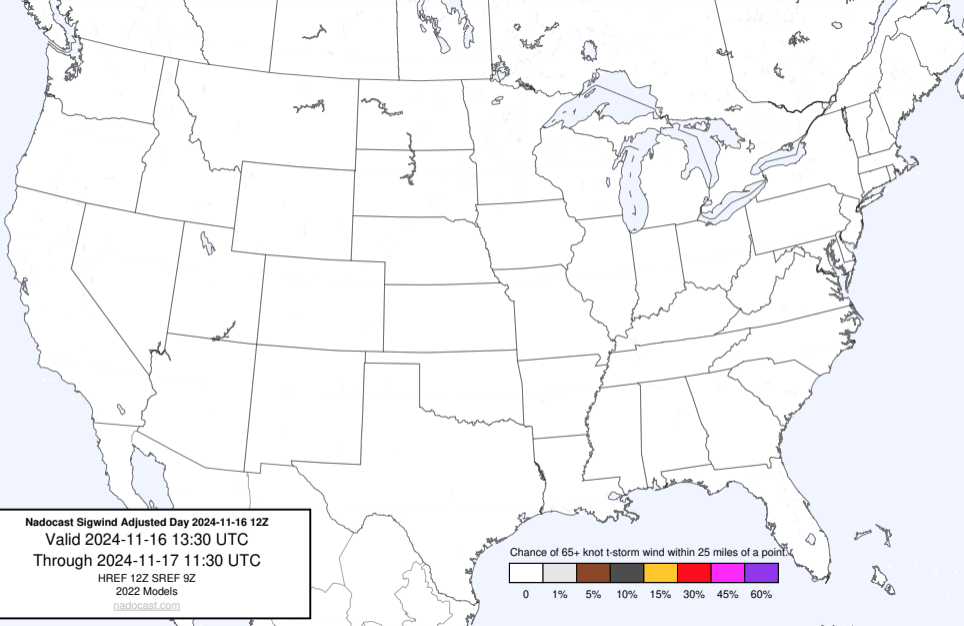 Nadocast Sigwind Adjusted Day 2024-11-16 12Z
Valid 2024-11-16 13:30 UTC
Through 2024-11-17 11:30 UTC
HREF 12Z SREF 9Z
2022 Models
nadocast.com
Chance of 65+ knot t-storm wind within 25 miles of a point.
0 1% 5% 10% 15% 30% 45% 60%